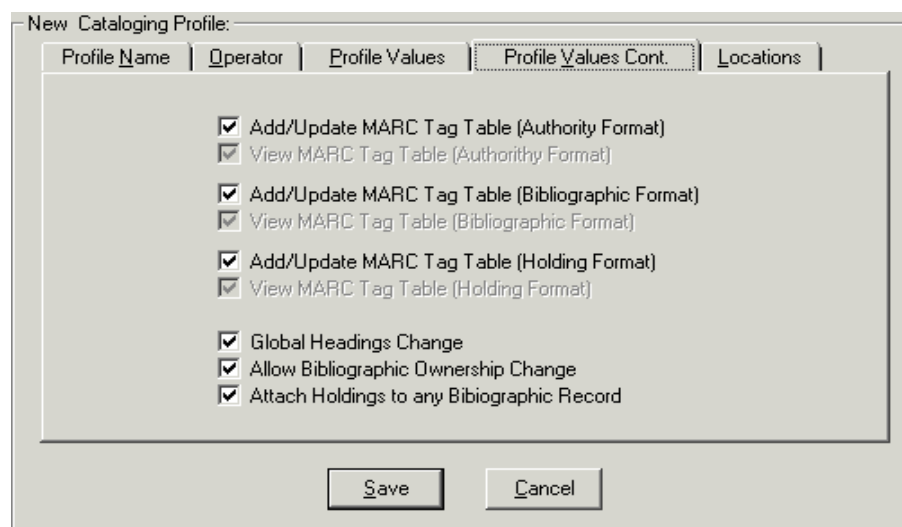 New Cataloging Profile:
Profile Name Operator Profile Values Profile Values Cont. Locations
Add/Update MARC Tag Table (Authority Format)
View MARC Tag Table (Authorithy Format)
Add/Update MARC Tag Table (Bibliographic Format)
View MARC Tag Table (Bibliographic Format)
Add/Update MARC Tag Table (Holding Format)
View MARC Tag Table (Holding Format)
Global Headings Change
Allow Bibliographic Ownership Change
Attach Holdings to any Bibiographic Record
Save Cancel